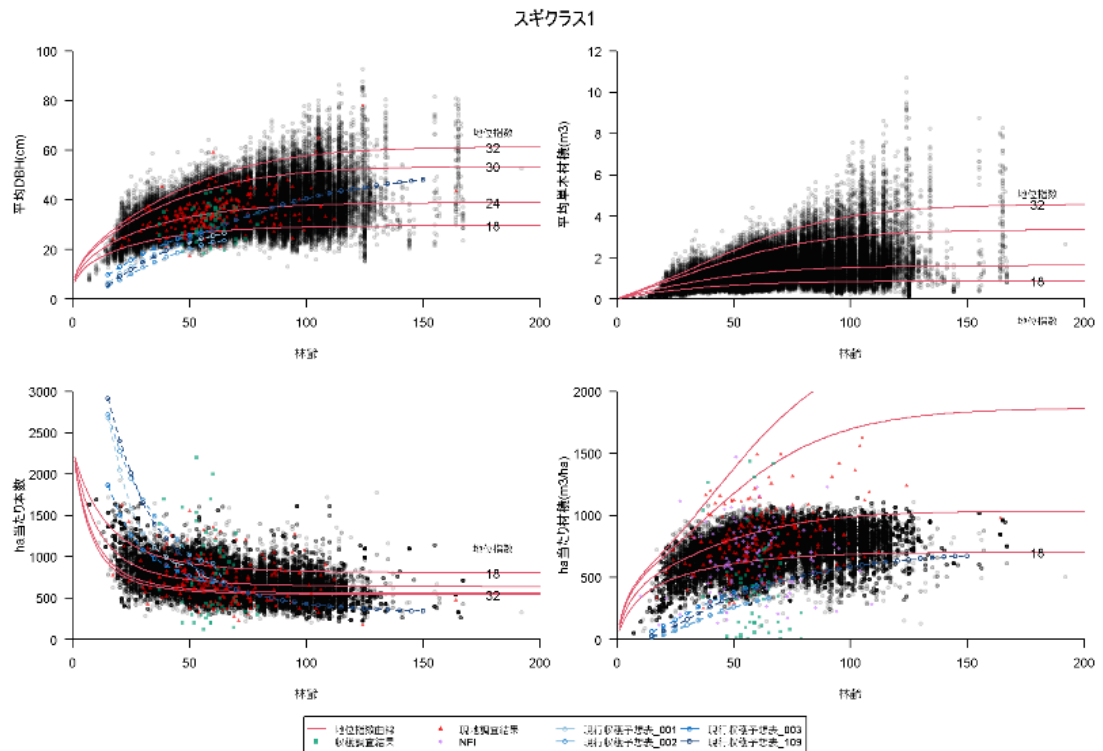 スギクラス1
100
80
60
40
20
0
平均DBH(cm)
0 50 100 150 200
林齢
地位指数
32
30
24
18
12
10
8
6
4
2
0
平均単木材積(m3)
0 50 100 150 200
林齢
地位指数
32
18
地位指数
3000
2500
2000
1500
1000
500
0
ha当たり本数
0 50 100 150 200
林齢
地位指数
18
32
2000
1500
1000
500
0
ha当たり材積(m3/ha)
0 50 100 150 200
林齢
18
地位指数曲線 現地調査結果 現行収穫予想表_001 現行収穫予想表_003
収穫調査結果 NFI 現行収穫予想表_002 現行収穫予想表_109